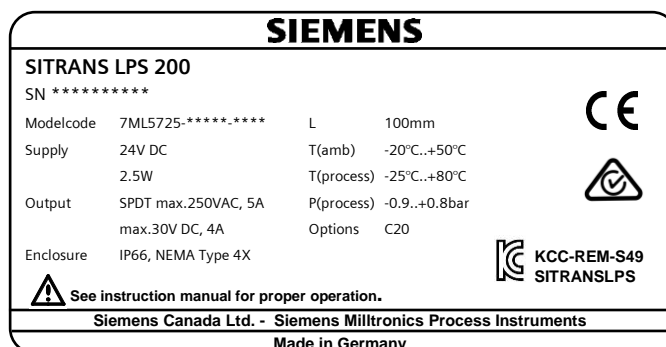 SIEMENS
SITRANS LPS 200
SN **********
Modelcode 7ML5725-*****-**** L 100mm
Supply 24V DC T(amb) -20°C..+50°C
2.5W T(process) -25°C..+80°C
Output SPDT max.250VAC, 5A P(process) -0.9..+0.8bar
max.30V DC, 4A Options C20
Enclosure IP66, NEMA Type 4X
CE
KCC-REM-S49
SITRANSLPS
See instruction manual for proper operation.
Siemens Canada Ltd. - Siemens Milltronics Process Instruments
Made in Germany